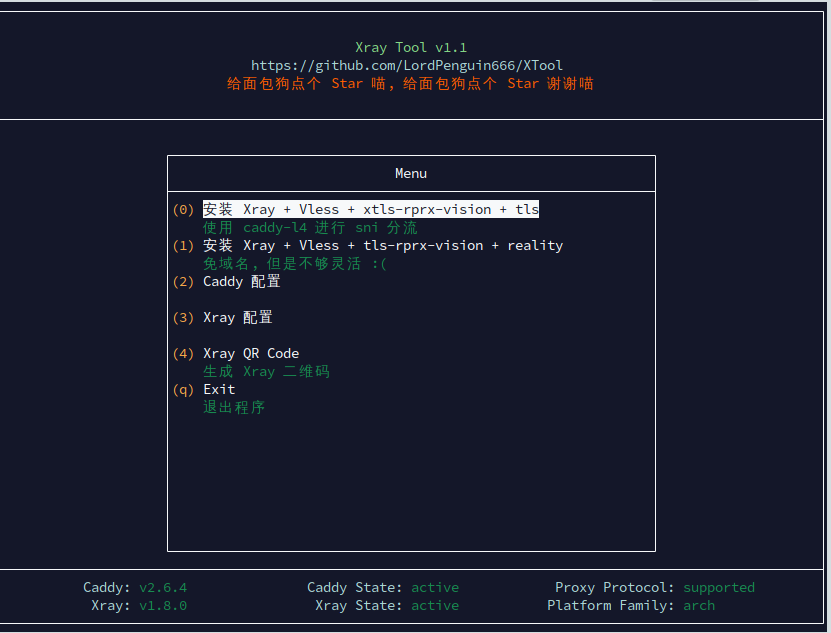 Xray Tool v1.1
https://github.com/LordPenguin666/XTool
给面包狗点个 Star 喵, 给面包狗点个 Star 谢谢喵
Menu
(0) 安装 Xray + Vless + xtls-rprx-vision + tls
使用 caddy-l4 进行 sni 分流
(1) 安装 Xray + Vless + tls-rprx-vision + reality
免域名, 但是不够灵活 :(
(2) Caddy 配置
(3) Xray 配置
(4) Xray QR Code
生成 Xray 二维码
(q) Exit
退出程序
Caddy: v2.6.4 Caddy State: active Proxy Protocol: supported
Xray: v1.8.0 Xray State: active Platform Family: arch